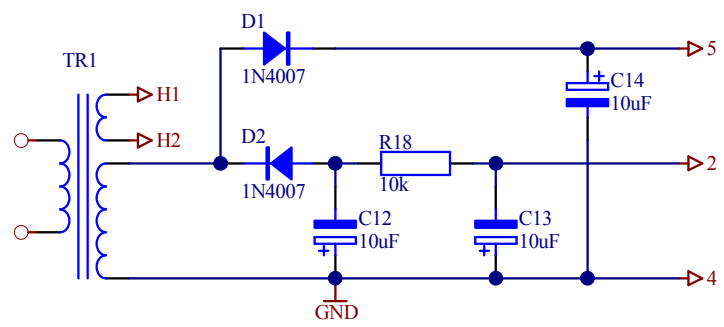 D1
5
TR1
1N4007
C14
10uF
H1
H2
D2
R18
2
1N4007
10k
C12
10uF
C13
10uF
4
GND